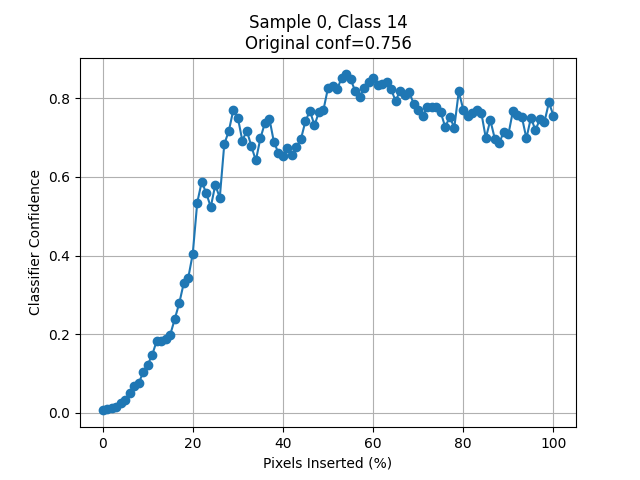 Sample 0, Class 14
Original conf=0.756
Classifier Confidence
0.8
0.6
0.4
0.2
0.0
0 20 40 60 80 100
Pixels Inserted (%)